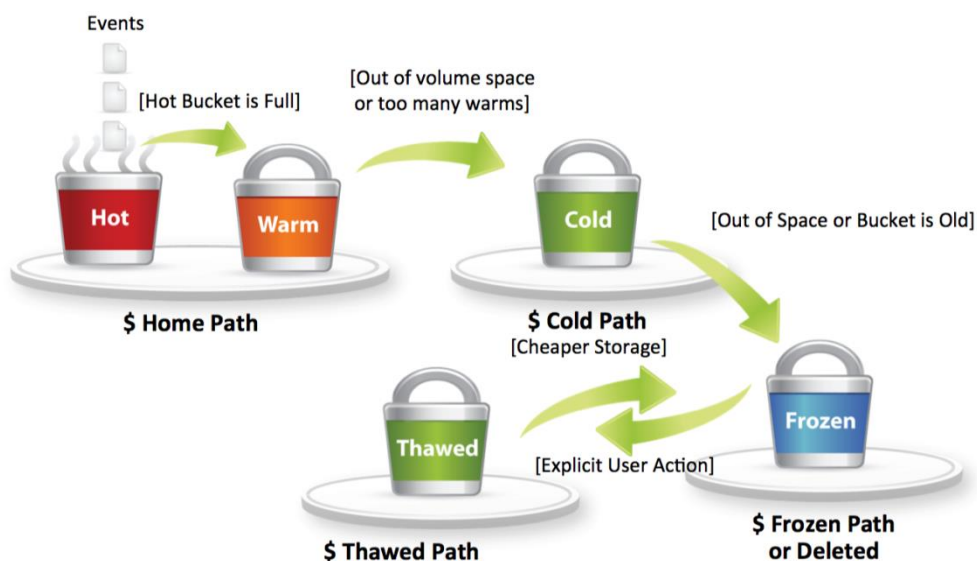 Events
[Hot Bucket is Full]
[Out of volume space
or too many warms]
Hot
Warm
Cold
[Out of Space or Bucket is Old]
$ Home Path
$ Cold Path
[Cheaper Storage]
Thawed
Frozen
[Explicit User Action]
$ Thawed Path
$ Frozen Path
or Deleted